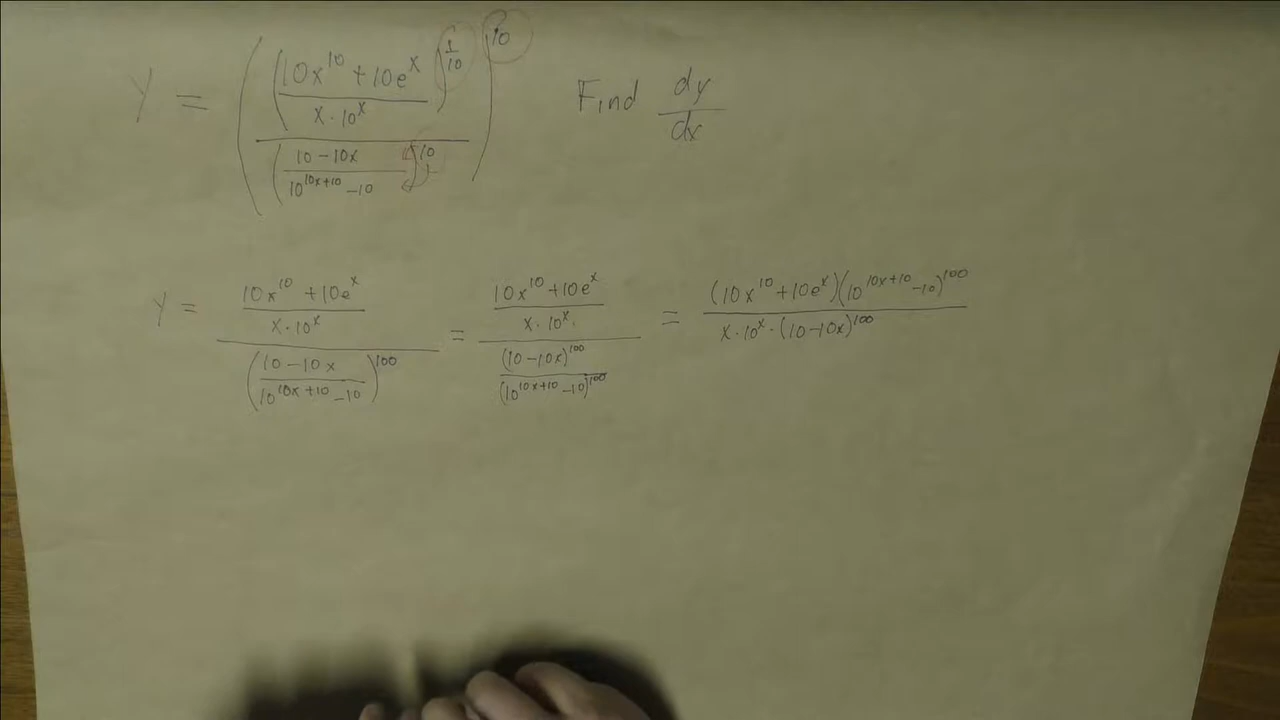 Y = ( ( (10x^10 + 10e^x) / (x · 10^x) )^(1/10) / ( (10 - 10x) / (10^(10x+10) - 10) )^10 )^10 Find dy/dx
Y = ( (10x^10 + 10e^x) / (x · 10^x) ) / ( (10 - 10x) / (10^(10x+10) - 10) )^100 = ( (10x^10 + 10e^x) / (x · 10^x) ) / ( (10 - 10x)^100 / (10^(10x+10) - 10)^100 ) = ( (10x^10 + 10e^x)(10^(10x+10) - 10)^100 ) / ( x · 10^x · (10 - 10x)^100 )